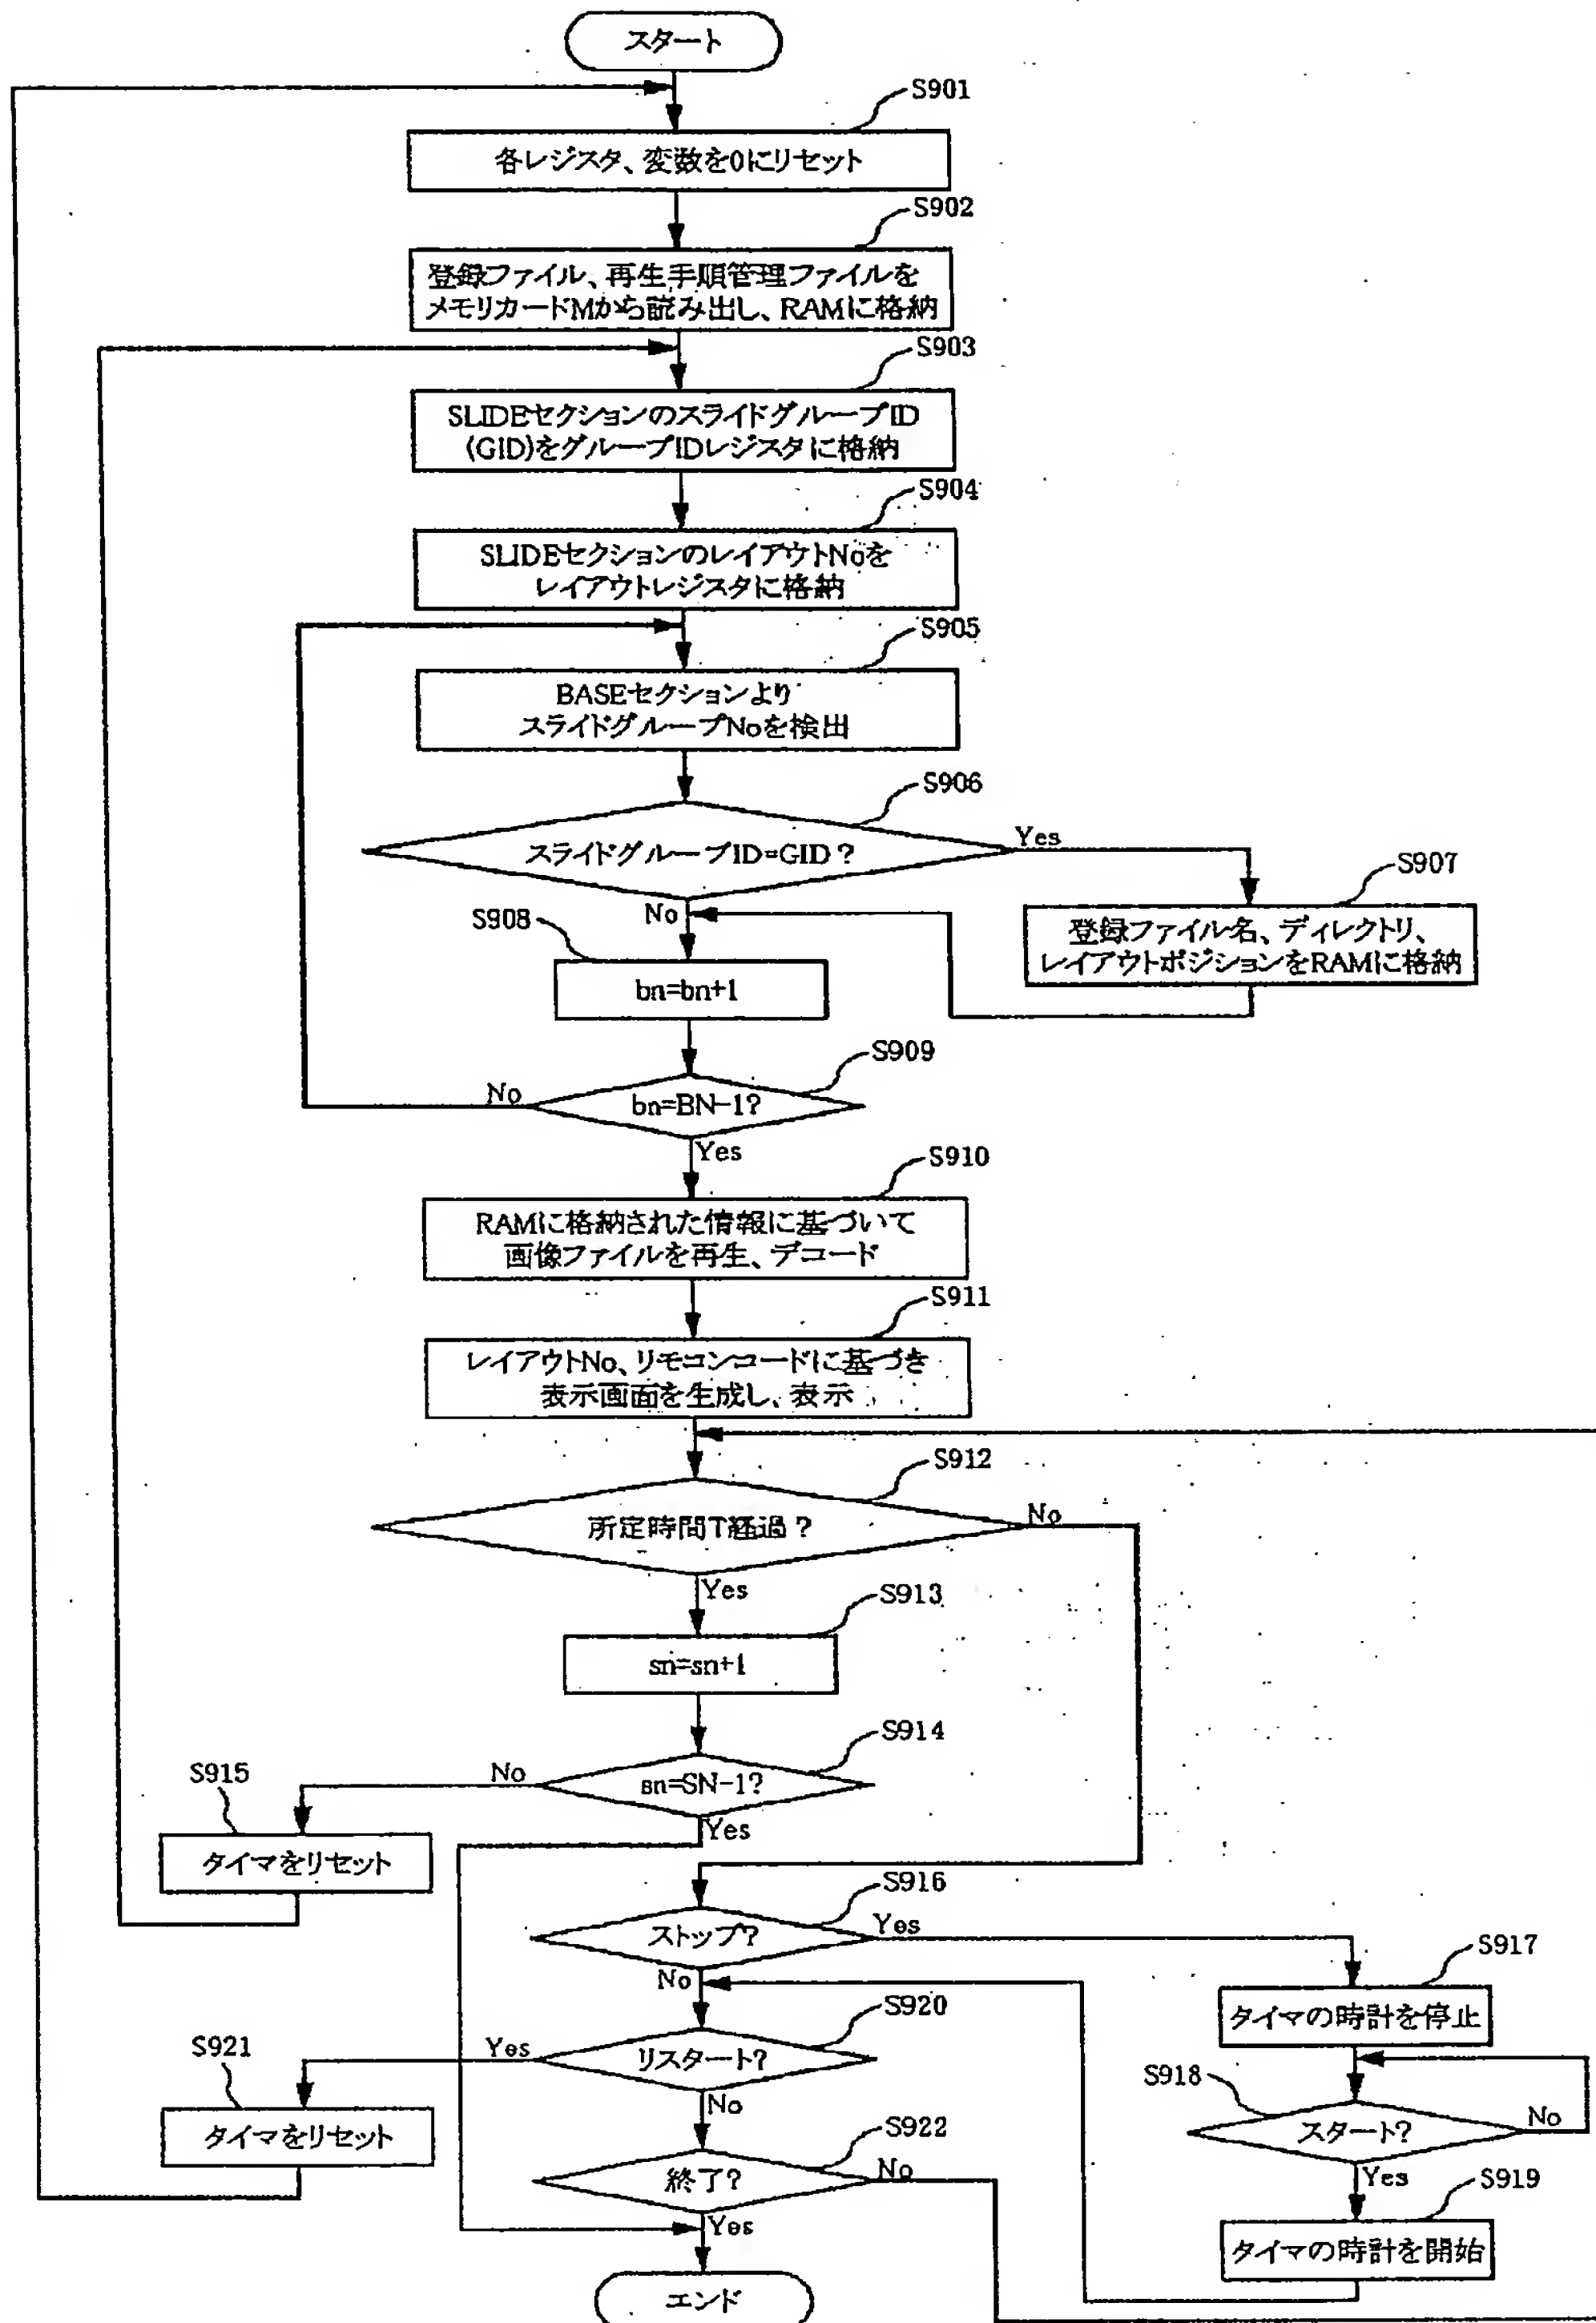 スタート
S901
各レジスタ、変数を0にリセット
S902
登録ファイル、再生手順管理ファイルを
メモリカードMから読み出し、RAMに格納
S903
SLIDEセクションのスライドグループID
(GID)をグループIDレジスタに格納
S904
SLIDEセクションのレイアウトNoを
レイアウトレジスタに格納
S905
BASEセクションより
スライドグループNoを検出
S906
スライドグループID=GID?
Yes
No
S907
登録ファイル名、ディレクトリ、
レイアウトポジションをRAMに格納
S908
bn=bn+1
S909
bn=BN-1?
No
Yes
S910
RAMに格納された情報に基づいて
画像ファイルを再生、デコード
S911
レイアウトNo、リモコンコードに基づき
表示画面を生成し、表示
S912
所定時間T経過?
No
Yes
S913
sn=sn+1
S914
sn=SN-1?
No
Yes
S915
タイマをリセット
S916
ストップ?
Yes
No
S917
タイマの時計を停止
S918
スタート?
No
Yes
S919
タイマの時計を開始
S920
リスタート?
Yes
No
S921
タイマをリセット
S922
終了?
No
Yes
エンド